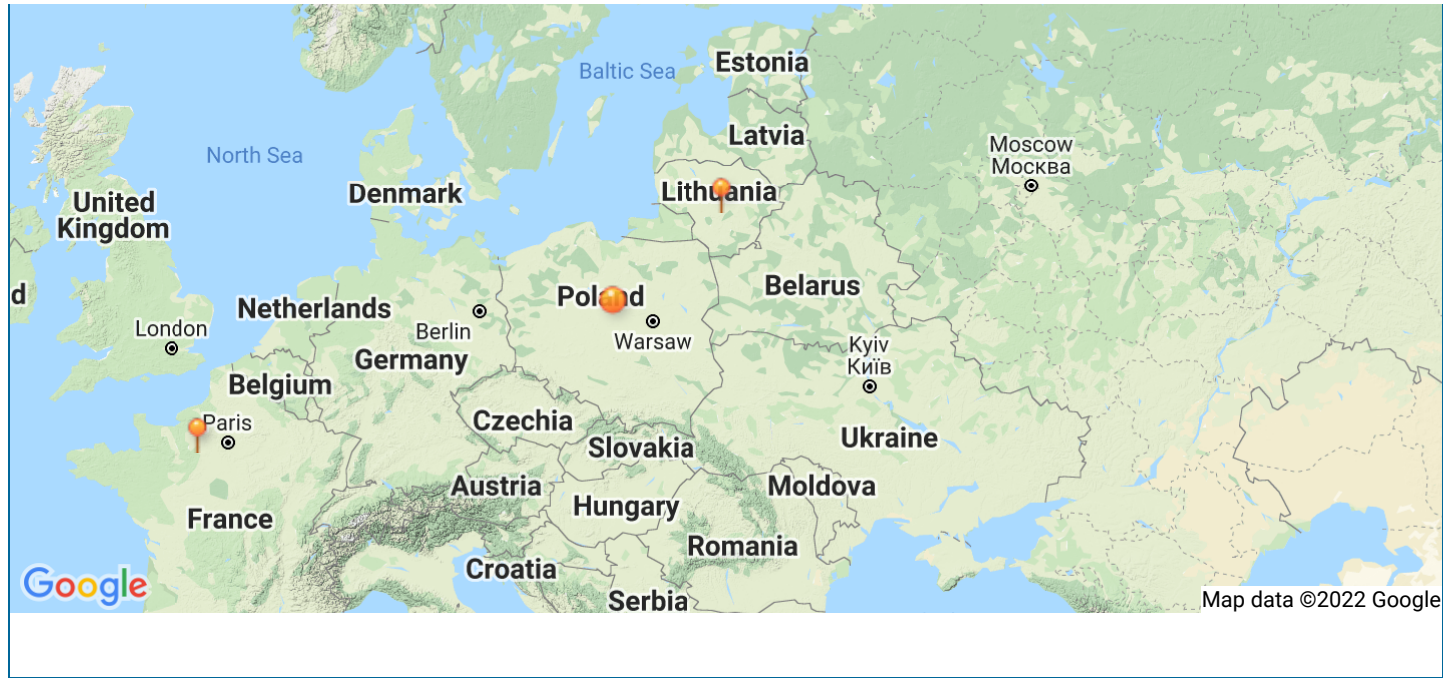 Estonia
Baltic Sea
Latvia
Moscow
Москва
North Sea
Denmark
Lithuania
United
Kingdom
Belarus
d
Poland
Netherlands
London
Berlin
Warsaw
Kyiv
Київ
Germany
Belgium
Paris
Czechia
Ukraine
Slovakia
Austria
Moldova
Hungary
France
Romania
Croatia
Google
Serbia
Map data ©2022 Google